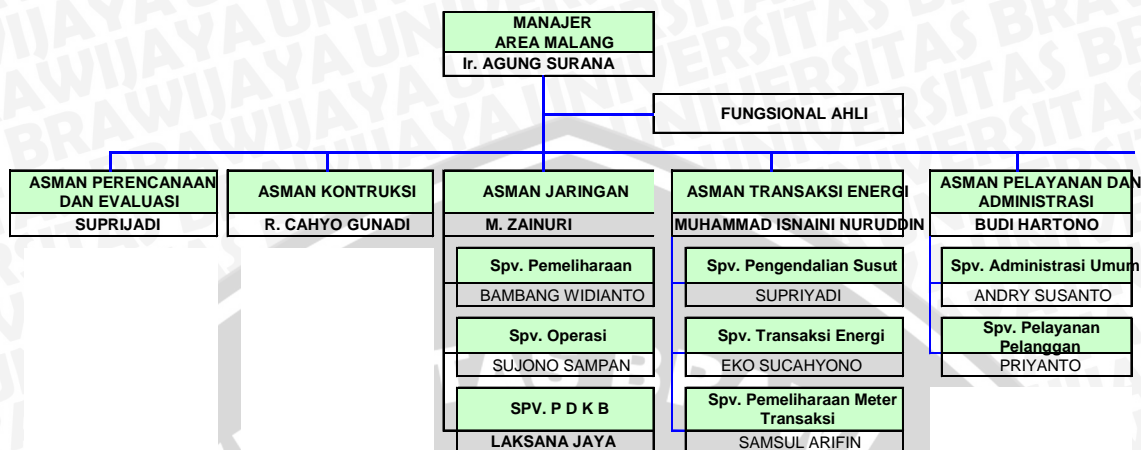 MANAJER
AREA MALANG
Ir. AGUNG SURANA
FUNGSIONAL AHLI
ASMAN PERENCANAAN
DAN EVALUASI
SUPRIJADI
ASMAN KONTRUKSI
R. CAHYO GUNADI
ASMAN JARINGAN
M. ZAINURI
Spv. Pemeliharaan
BAMBANG WIDIANTO
Spv. Operasi
SUJONO SAMPAN
SPV. P D K B
LAKSANA JAYA
ASMAN TRANSAKSI ENERGI
MUHAMMAD ISNAINI NURUDDIN
Spv. Pengendalian Susut
SUPRIYADI
Spv. Transaksi Energi
EKO SUCAHYONO
Spv. Pemeliharaan Meter
Transaksi
SAMSUL ARIFIN
ASMAN PELAYANAN DAN
ADMINISTRASI
BUDI HARTONO
Spv. Administrasi Umum
ANDRY SUSANTO
Spv. Pelayanan
Pelanggan
PRIYANTO